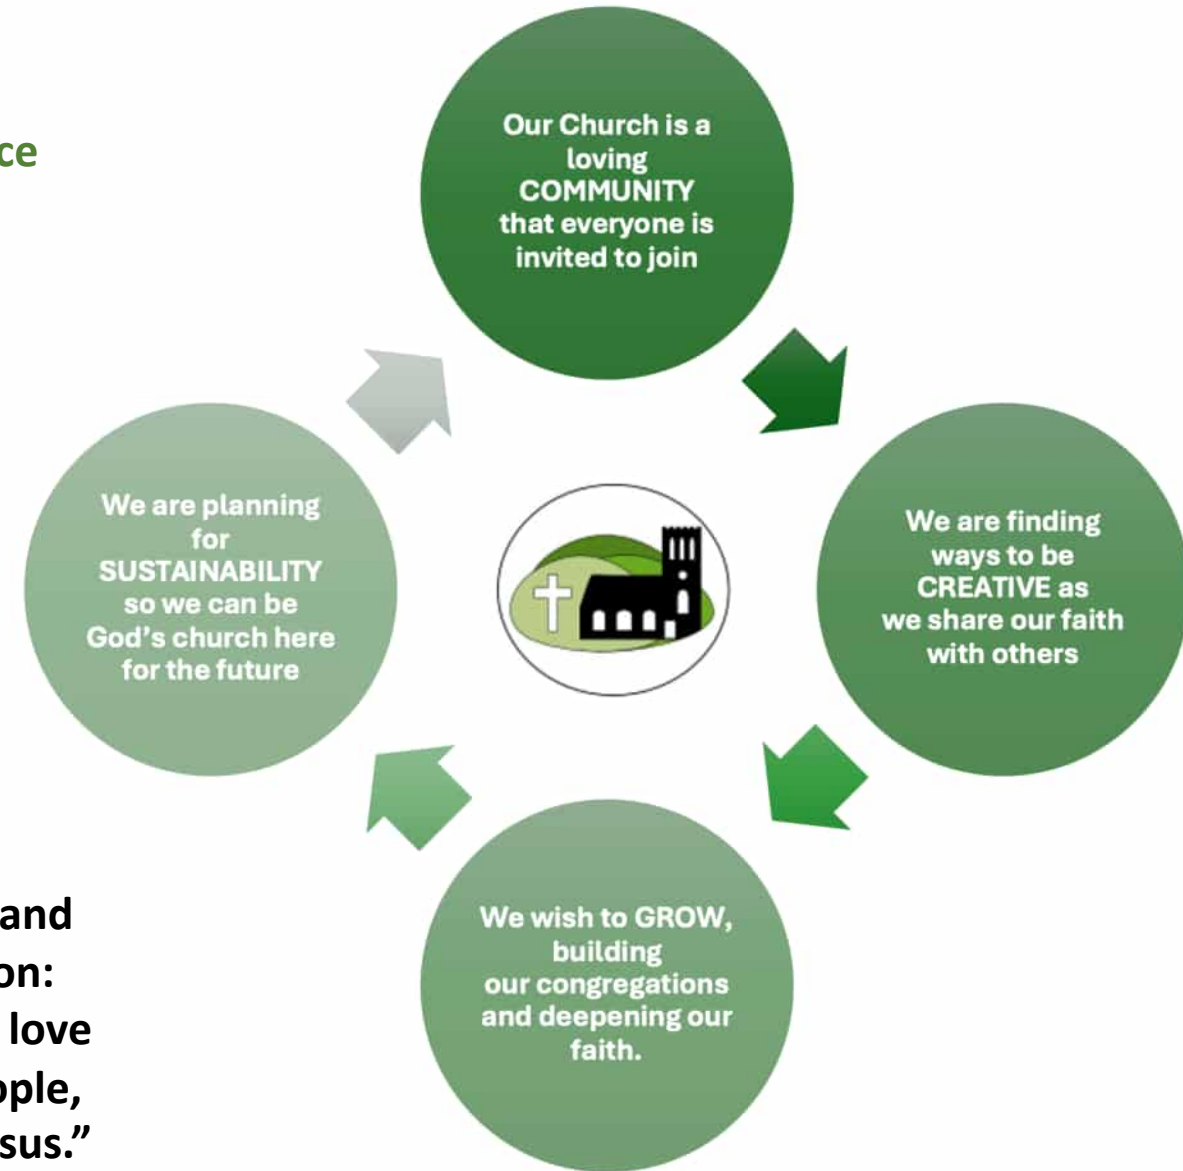 ce
Our Church is a
loving
COMMUNITY
that everyone is
invited to join
We are finding
ways to be
CREATIVE as
we share our faith
with others
We wish to GROW,
building
our congregations
and deepening our
faith.
We are planning
for
SUSTAINABILITY
so we can be
God’s church here
for the future
and
on:
love
ople,
sus.”